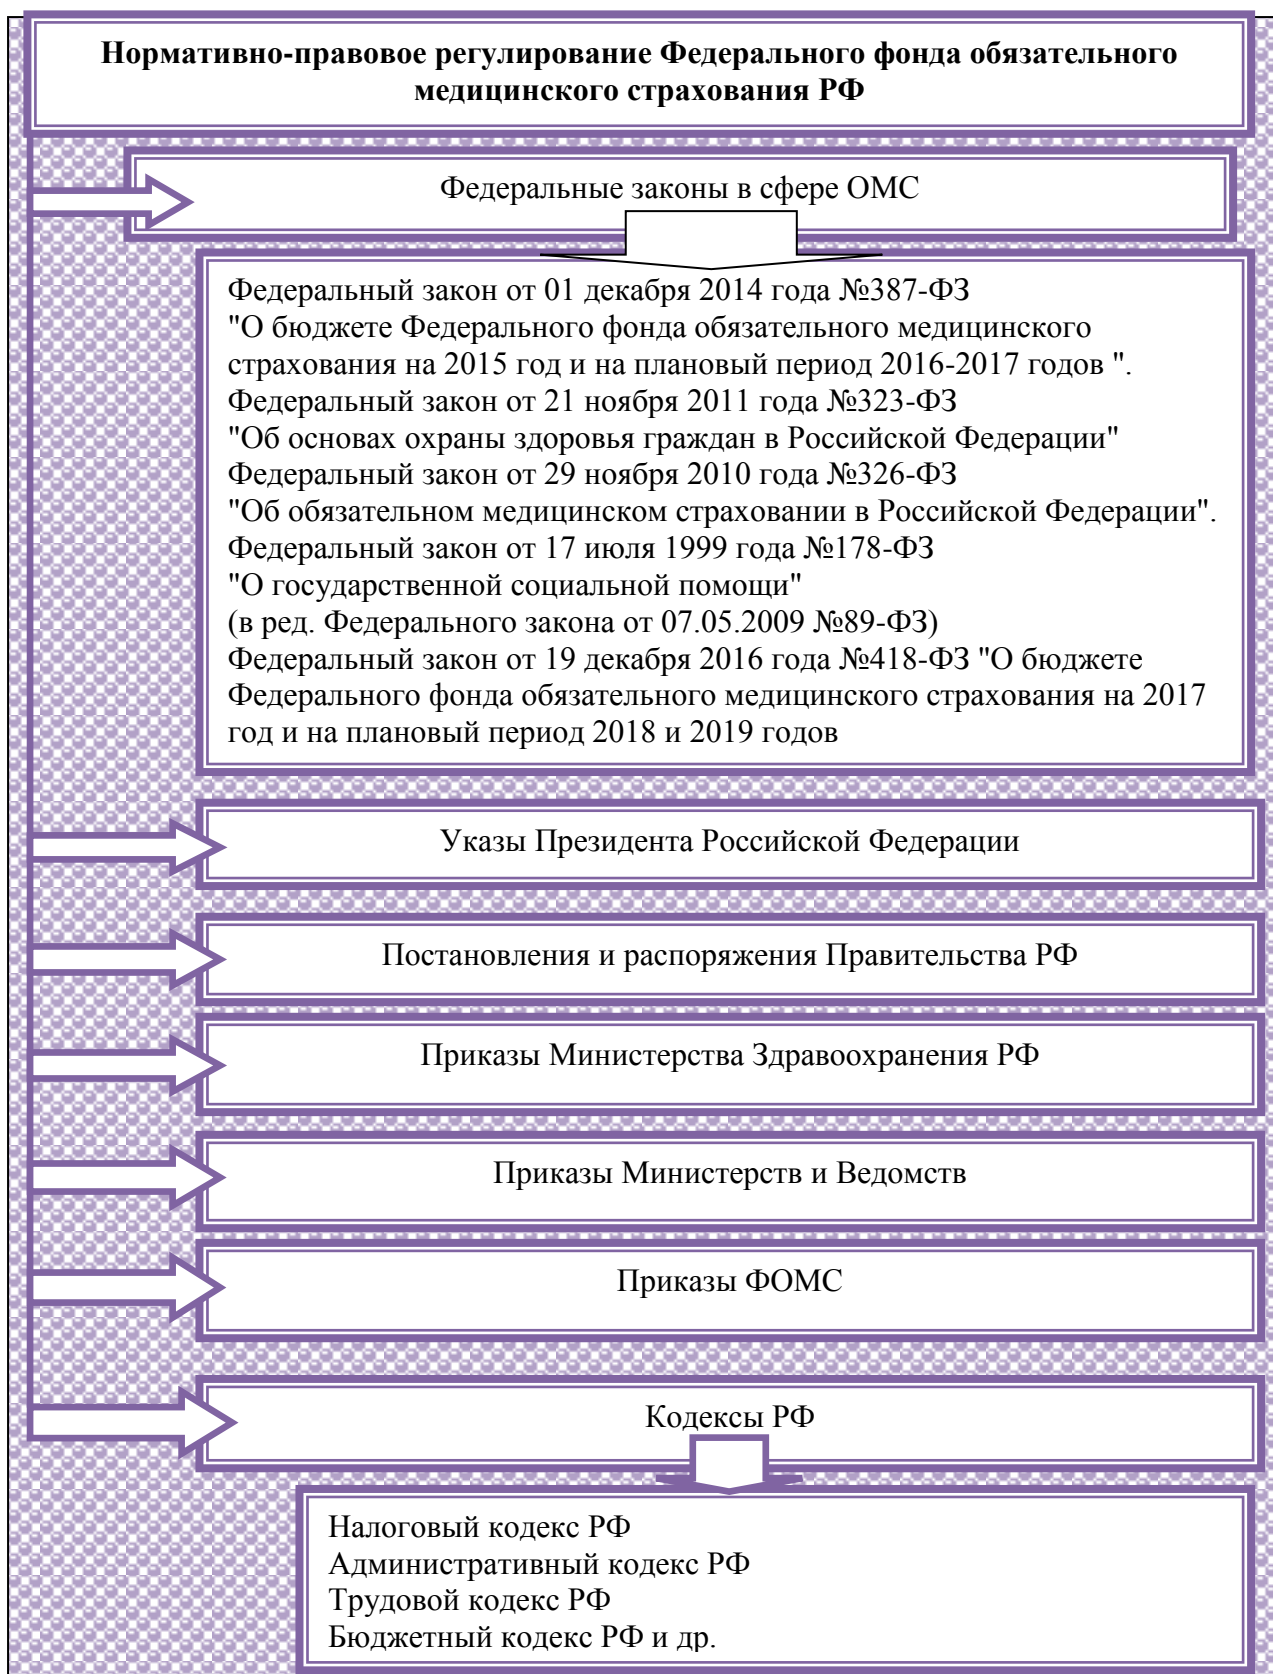 Нормативно-правовое регулирование Федерального фонда обязательного
медицинского страхования РФ
Федеральные законы в сфере ОМС
Федеральный закон от 01 декабря 2014 года №387-ФЗ
"О бюджете Федерального фонда обязательного медицинского
страхования на 2015 год и на плановый период 2016-2017 годов ".
Федеральный закон от 21 ноября 2011 года №323-ФЗ
"Об основах охраны здоровья граждан в Российской Федерации"
Федеральный закон от 29 ноября 2010 года №326-ФЗ
"Об обязательном медицинском страховании в Российской Федерации".
Федеральный закон от 17 июля 1999 года №178-ФЗ
"О государственной социальной помощи"
(в ред. Федерального закона от 07.05.2009 №89-ФЗ)
Федеральный закон от 19 декабря 2016 года №418-ФЗ "О бюджете
Федерального фонда обязательного медицинского страхования на 2017
год и на плановый период 2018 и 2019 годов
Указы Президента Российской Федерации
Постановления и распоряжения Правительства РФ
Приказы Министерства Здравоохранения РФ
Приказы Министерств и Ведомств
Приказы ФОМС
Кодексы РФ
Налоговый кодекс РФ
Административный кодекс РФ
Трудовой кодекс РФ
Бюджетный кодекс РФ и др.